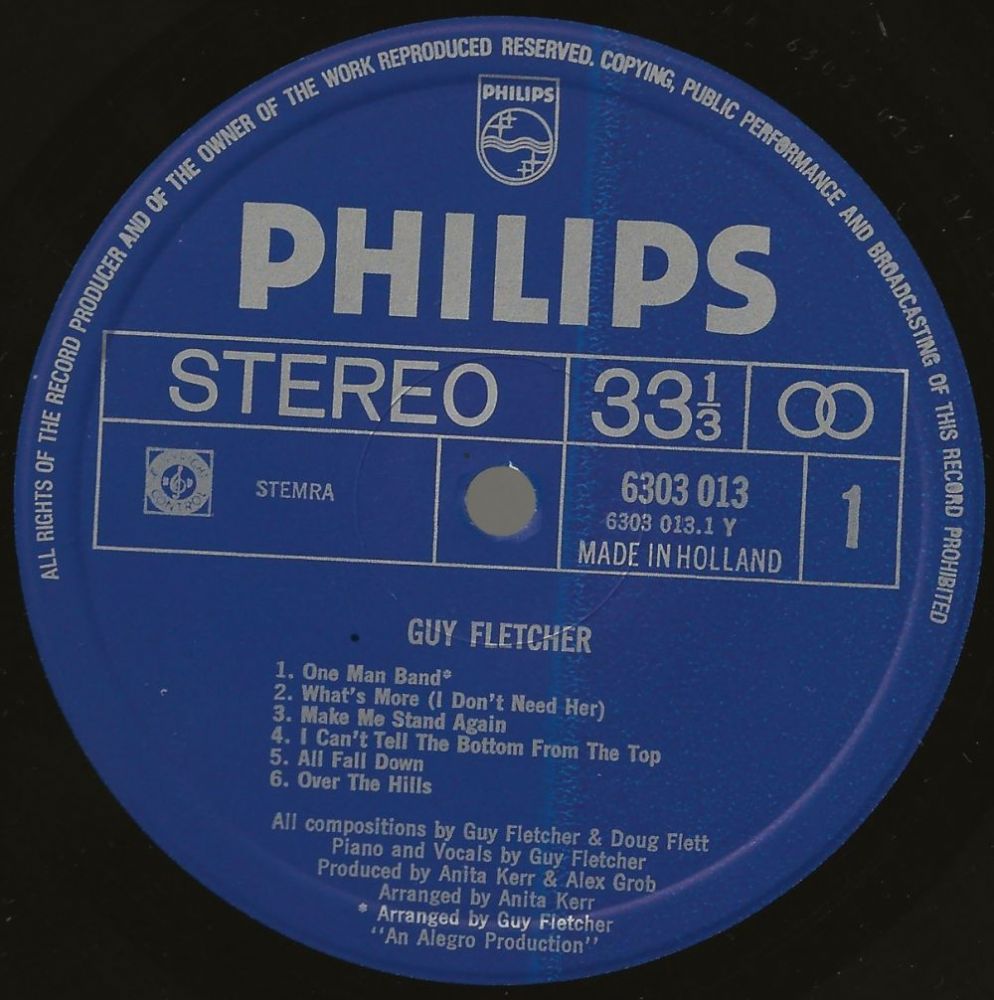 ALL RIGHTS OF THE RECORD PRODUCER AND OF THE OWNER OF THE WORK REPRODUCED RESERVED. COPYING, PUBLIC PERFORMANCE AND BROADCASTING OF THIS RECORD PROHIBITED
PHILIPS
PHILIPS
STEREO
33 1/3
STEMRA
CONTROL
6303 013
6303 013.1 Y
MADE IN HOLLAND
1
GUY FLETCHER
1. One Man Band*
2. What's More (I Don't Need Her)
3. Make Me Stand Again
4. I Can't Tell The Bottom From The Top
5. All Fall Down
6. Over The Hills
All compositions by Guy Fletcher & Doug Flett
Piano and Vocals by Guy Fletcher
Produced by Anita Kerr & Alex Grob
Arranged by Anita Kerr
* Arranged by Guy Fletcher
"An Alegro Production"